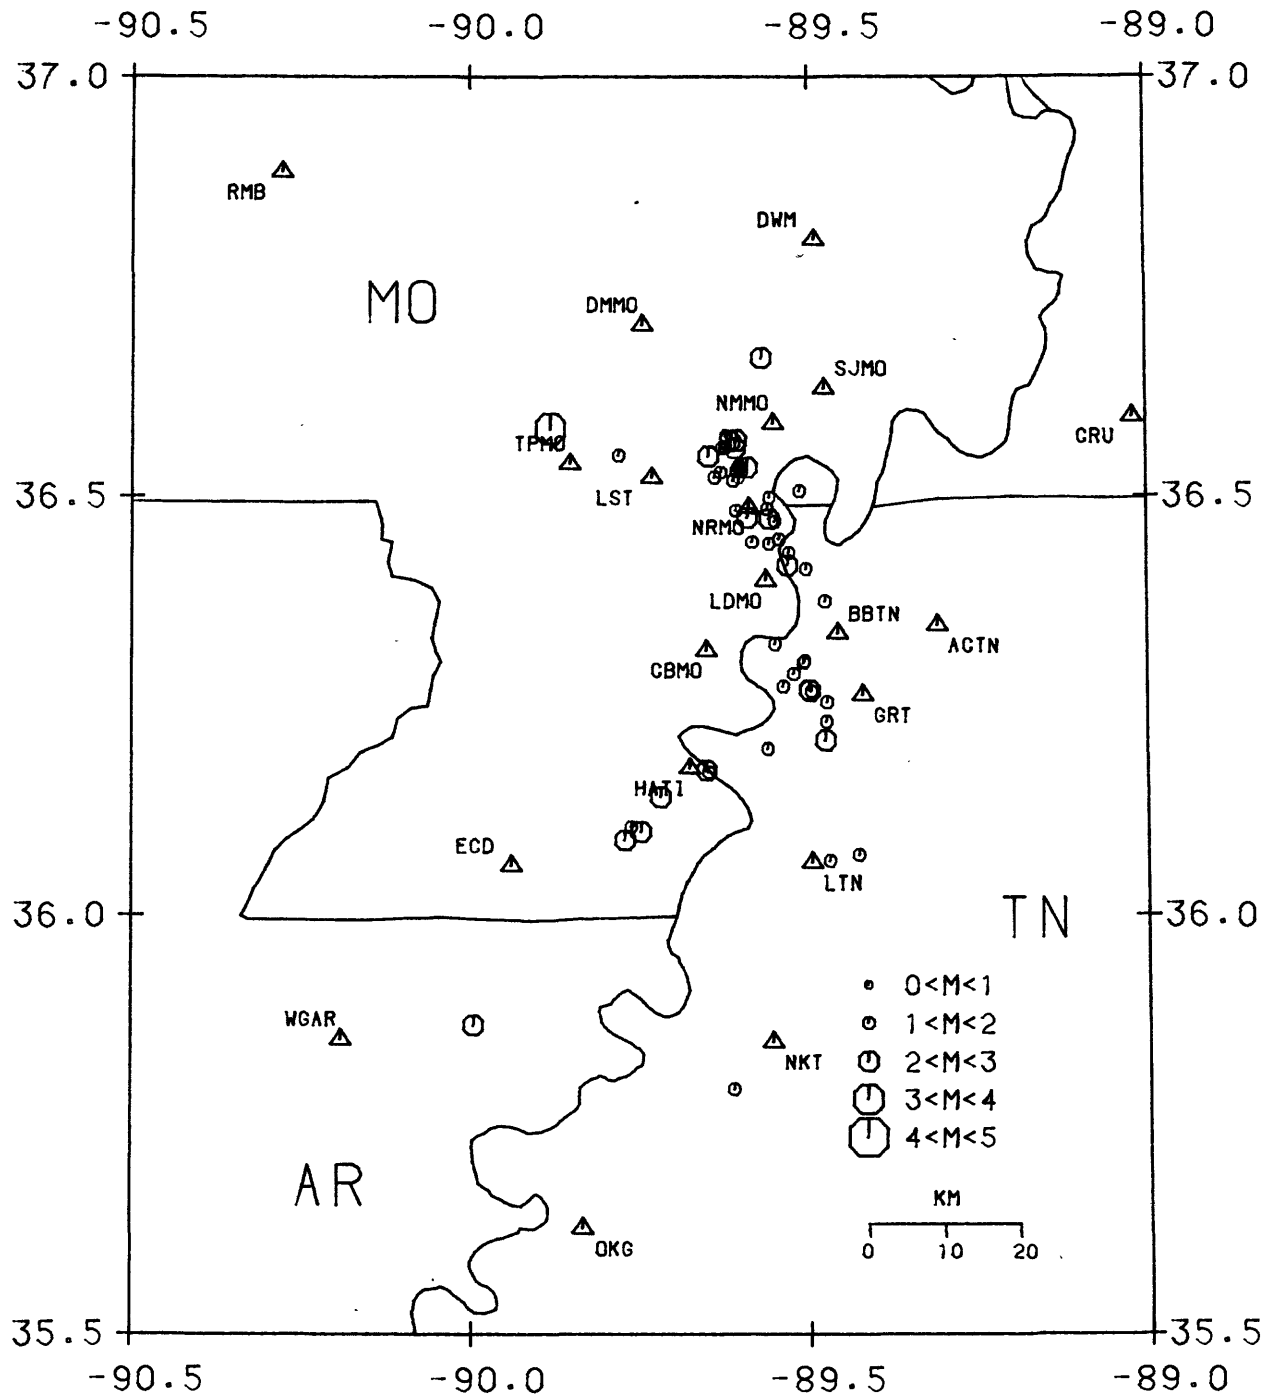 -90.5 -90.0 -89.5 -89.0
37.0 37.0
RMB
DWM
MO
DMMO
SJMO
NMMO
CRU
TPMO
LST
36.5 36.5
NRMO
LDMO
BBTN
ACTN
CBMO
GRT
HATI
ECD
LTN
36.0 36.0
TN
0<M<1
WGAR
1<M<2
NKT
2<M<3
3<M<4
4<M<5
AR
KM
OKG
0 10 20
35.5 35.5
-90.5 -90.0 -89.5 -89.0